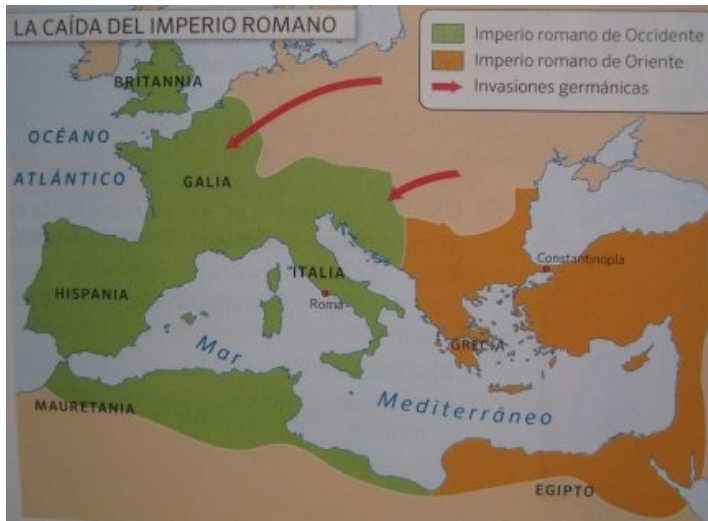 LA CAÍDA DEL IMPERIO ROMANO
Imperio romano de Occidente
Imperio romano de Oriente
Invasiones germánicas
BRITANNIA
OCÉANO
ATLÁNTICO
GALIA
HISPANIA
ITALIA
Roma
Constantinopla
GRECIA
Mar
Mediterráneo
MAURETANIA
EGIPTO